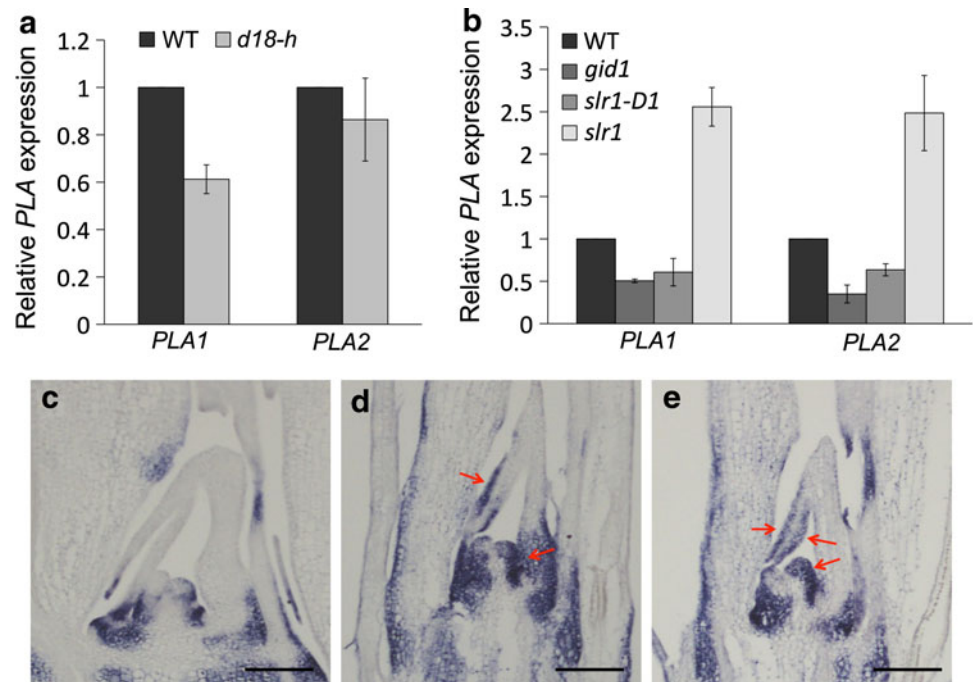 a
WT d18-h
Relative PLA expression
1.2
1
0.8
0.6
0.4
0.2
0
PLA1 PLA2
b
WT
gid1
slr1-D1
slr1
Relative PLA expression
3.5
3
2.5
2
1.5
1
0.5
0
PLA1 PLA2
c
d
e